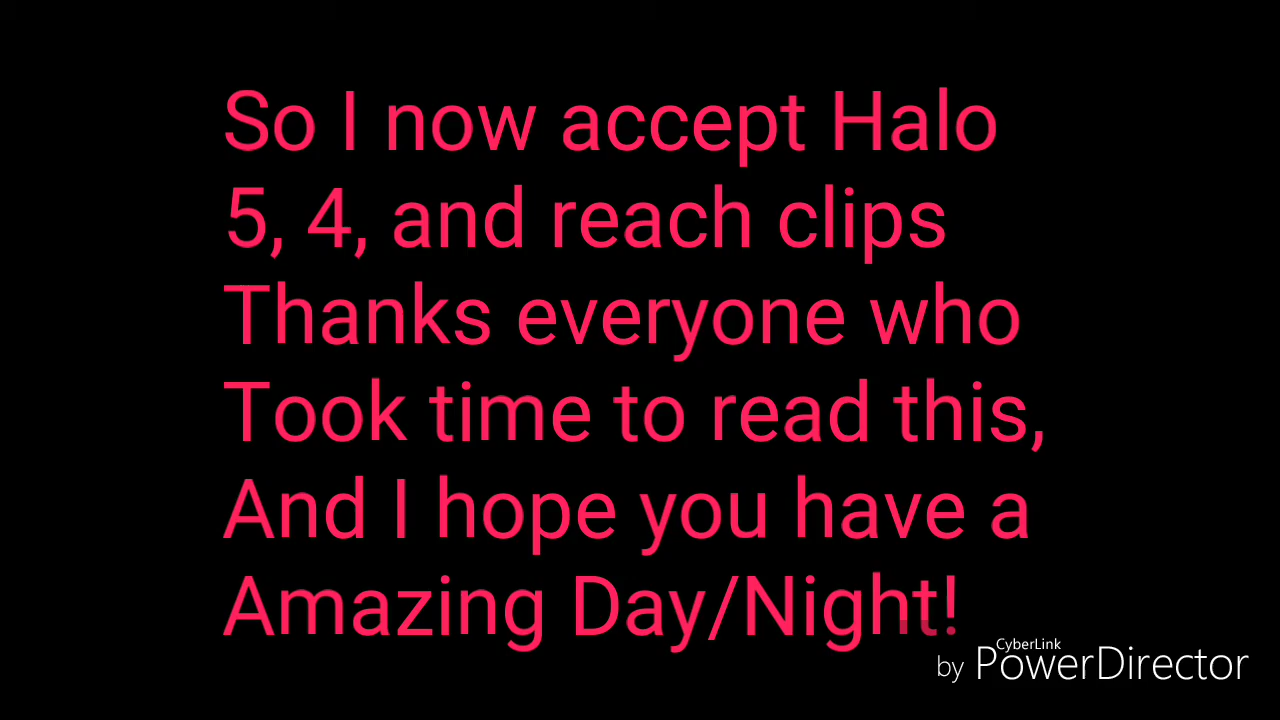 So I now accept Halo
5, 4, and reach clips
Thanks everyone who
Took time to read this,
And I hope you have a
Amazing Day/Night!
CyberLink
by PowerDirector